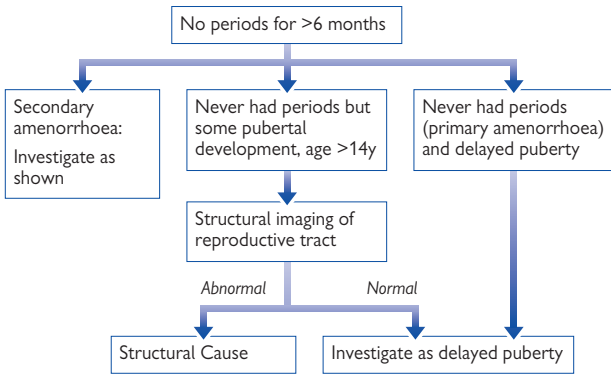 No periods for >6 months
Secondary
amenorrhoea:
Investigate as
shown
Never had periods but
some pubertal
development, age >14y
Never had periods
(primary amenorrhoea)
and delayed puberty
Structural imaging of
reproductive tract
Abnormal
Normal
Structural Cause
Investigate as delayed puberty